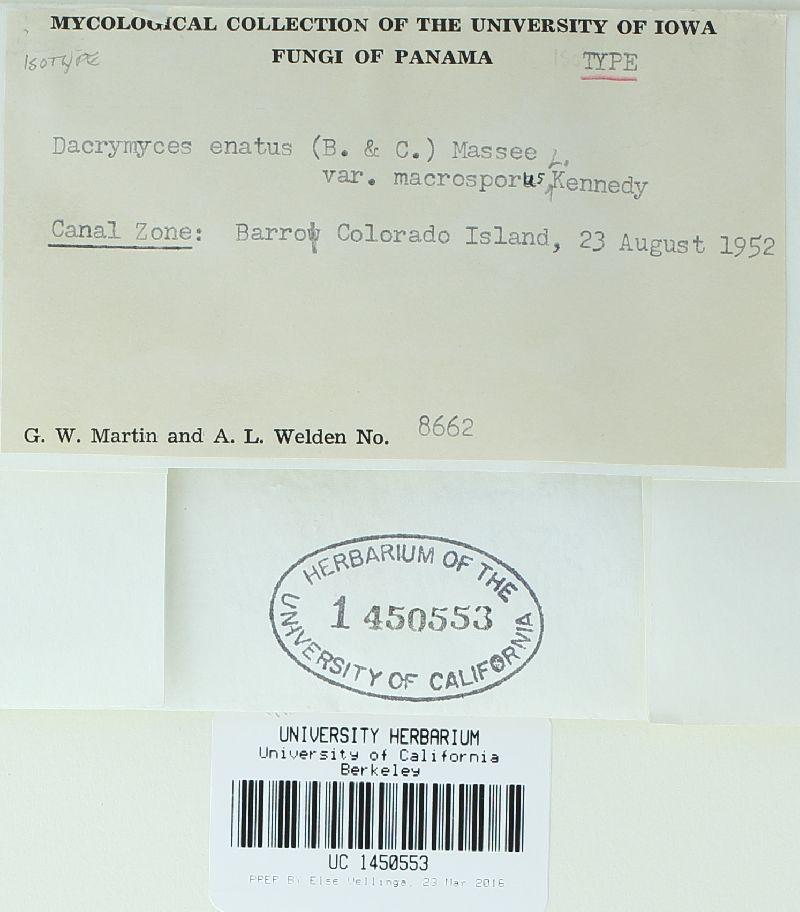 MYCOLOGICAL COLLECTION OF THE UNIVERSITY OF IOWA
FUNGI OF PANAMA
ISOTYPE
ISOTYPE
Dacrymyces enatus (B. & C.) Massee L.
var. macrosporus, Kennedy
Canal Zone: Barro Colorado Island, 23 August 1952
G. W. Martin and A. L. Welden No. 8662
HERBARIUM OF THE
1 450553
UNIVERSITY OF CALIFORNIA
UNIVERSITY HERBARIUM
University of California
Berkeley
UC 1450553
PREP By Else Vellinga, 23 Mar 2016